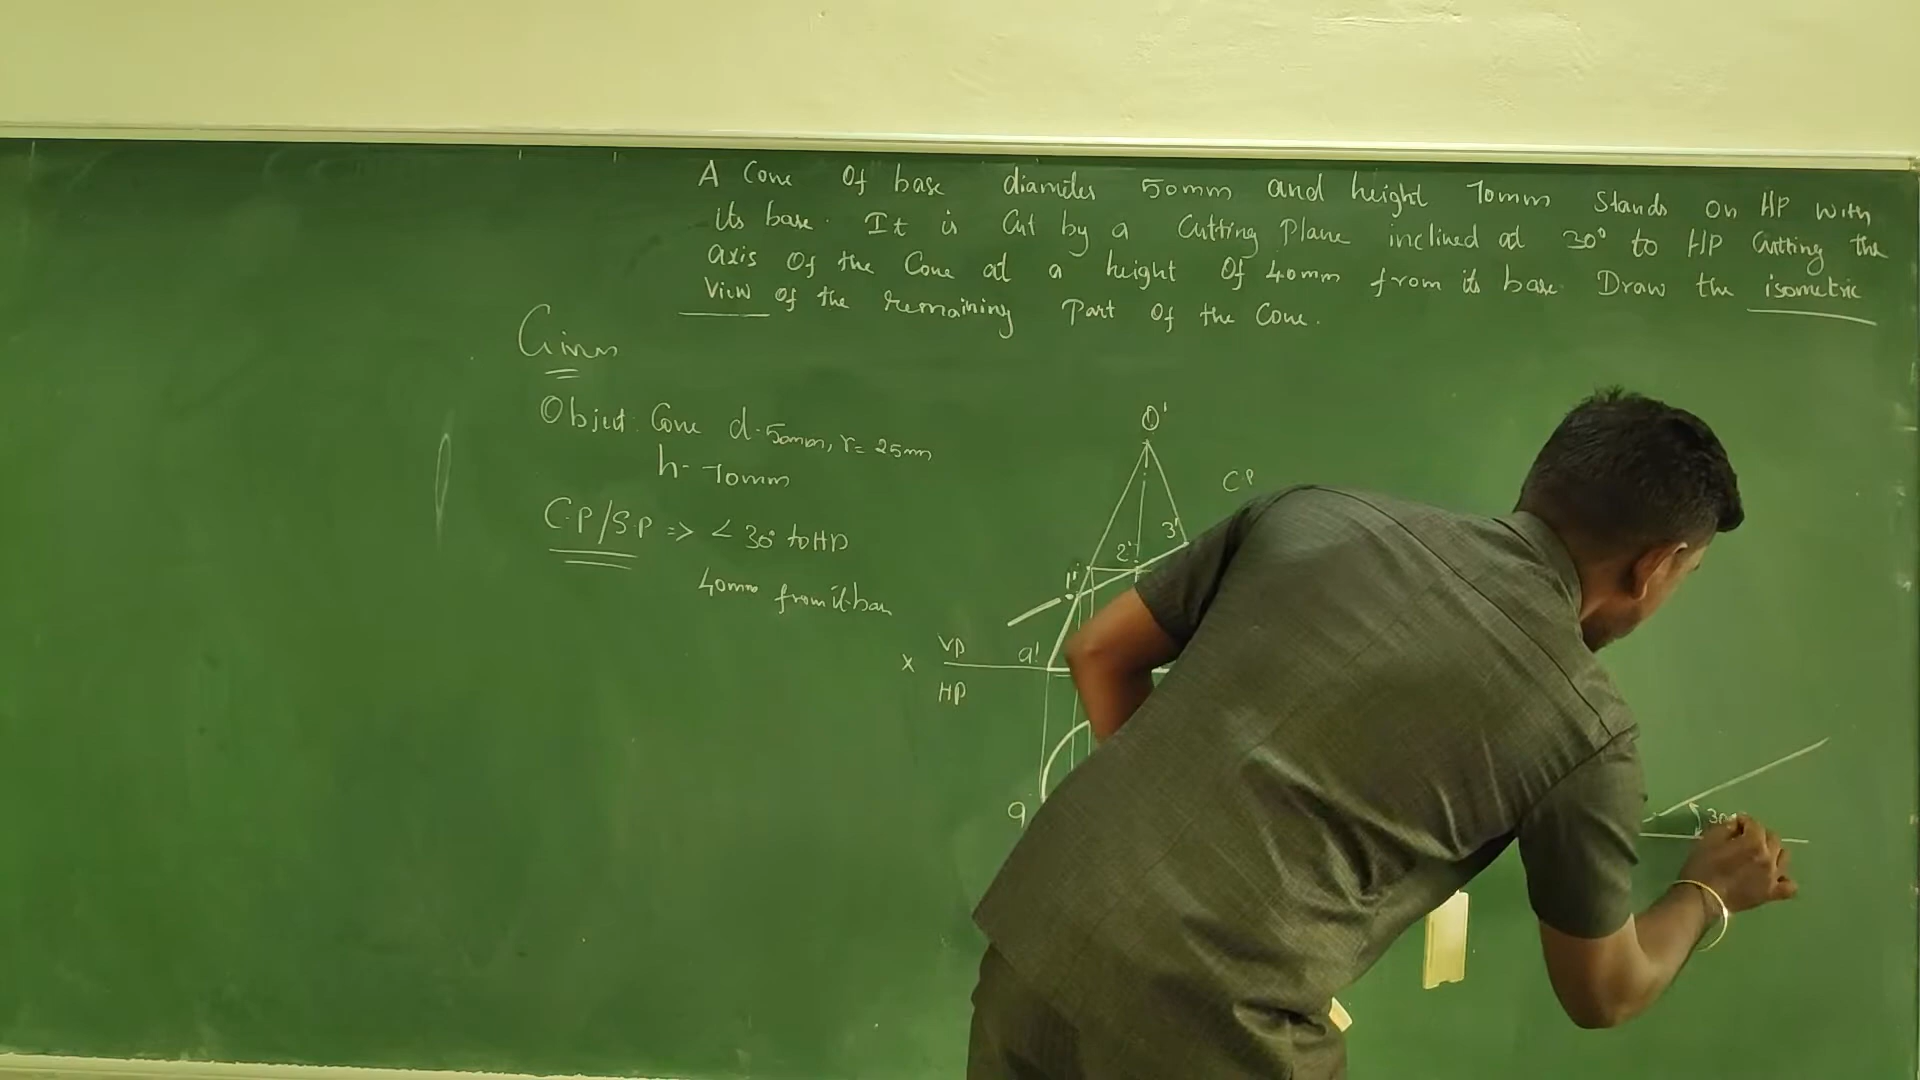 A Cone Of base diameter 50mm and height 70mm Stands On HP With
its base. It is Cut by a Cutting Plane inclined at 30° to HP Cutting the
axis Of the Cone at a height Of 40mm from its base. Draw the isometric
View Of the remaining Part Of the Cone.
Given
Object: Cone d-50mm, r=25mm
h-70mm
C.P/S.P => ∠ 30° to HP
40mm from it base
O'
CP
3'
2'
1'
VP
a'
X
HP
a